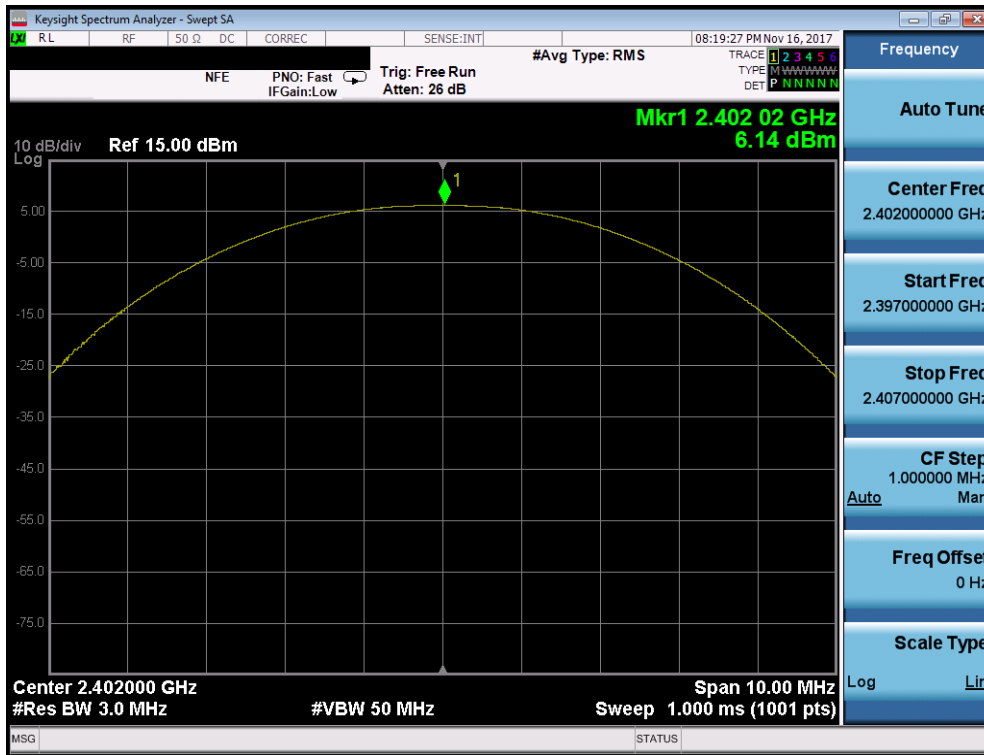 Keysight Spectrum Analyzer - Swept SA
LXI RL RF 50 Ω DC CORREC SENSE:INT 08:19:27 PM Nov 16, 2017
#Avg Type: RMS
TRACE 1 2 3 4 5 6
TYPE M WWWWW
DET P N N N N N
NFE PNO: Fast Trig: Free Run
IFGain:Low Atten: 26 dB
Mkr1 2.402 02 GHz
6.14 dBm
10 dB/div Ref 15.00 dBm
Log
1
5.00
-5.00
-15.0
-25.0
-35.0
-45.0
-55.0
-65.0
-75.0
Center 2.402000 GHz Span 10.00 MHz
#Res BW 3.0 MHz #VBW 50 MHz Sweep 1.000 ms (1001 pts)
MSG STATUS
Frequency
Auto Tune
Center Freq
2.402000000 GHz
Start Freq
2.397000000 GHz
Stop Freq
2.407000000 GHz
CF Step
1.000000 MHz
Auto Man
Freq Offset
0 Hz
Scale Type
Log Lin